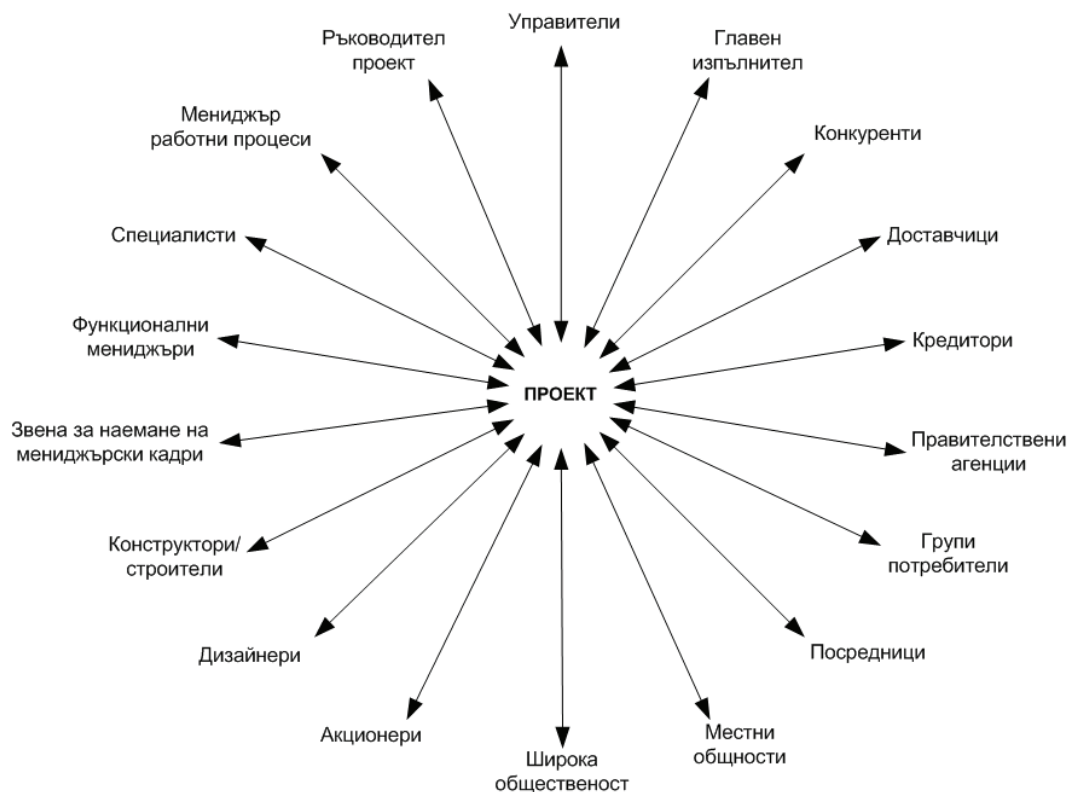 Управители
Ръководител
проект
Главен
изпълнител
Мениджър
работни процеси
Конкуренти
Специалисти
Доставчици
Функционални
мениджъри
Кредитори
ПРОЕКТ
Звена за наемане на
мениджърски кадри
Правителствени
агенции
Конструктори/
строители
Групи
потребители
Дизайнери
Посредници
Акционери
Местни
общности
Широка
общественост